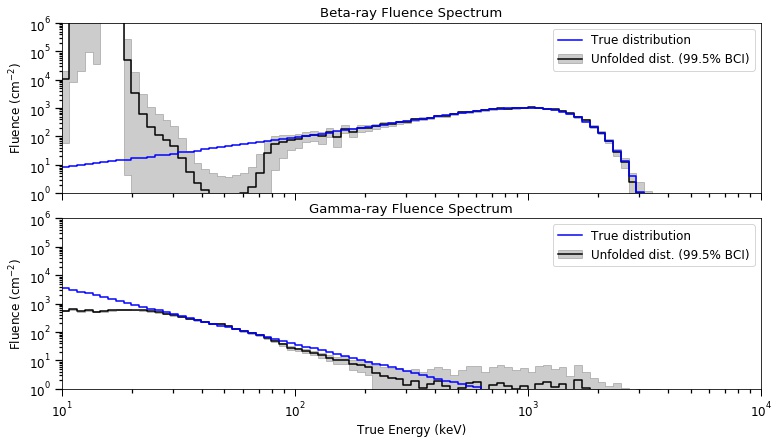 Beta-ray Fluence Spectrum
10^6
10^5
10^4
10^3
10^2
10^1
10^0
Fluence (cm^−2)
True distribution
Unfolded dist. (99.5% BCI)
Gamma-ray Fluence Spectrum
10^6
10^5
10^4
10^3
10^2
10^1
10^0
Fluence (cm^−2)
True distribution
Unfolded dist. (99.5% BCI)
10^1 10^2 10^3 10^4
True Energy (keV)